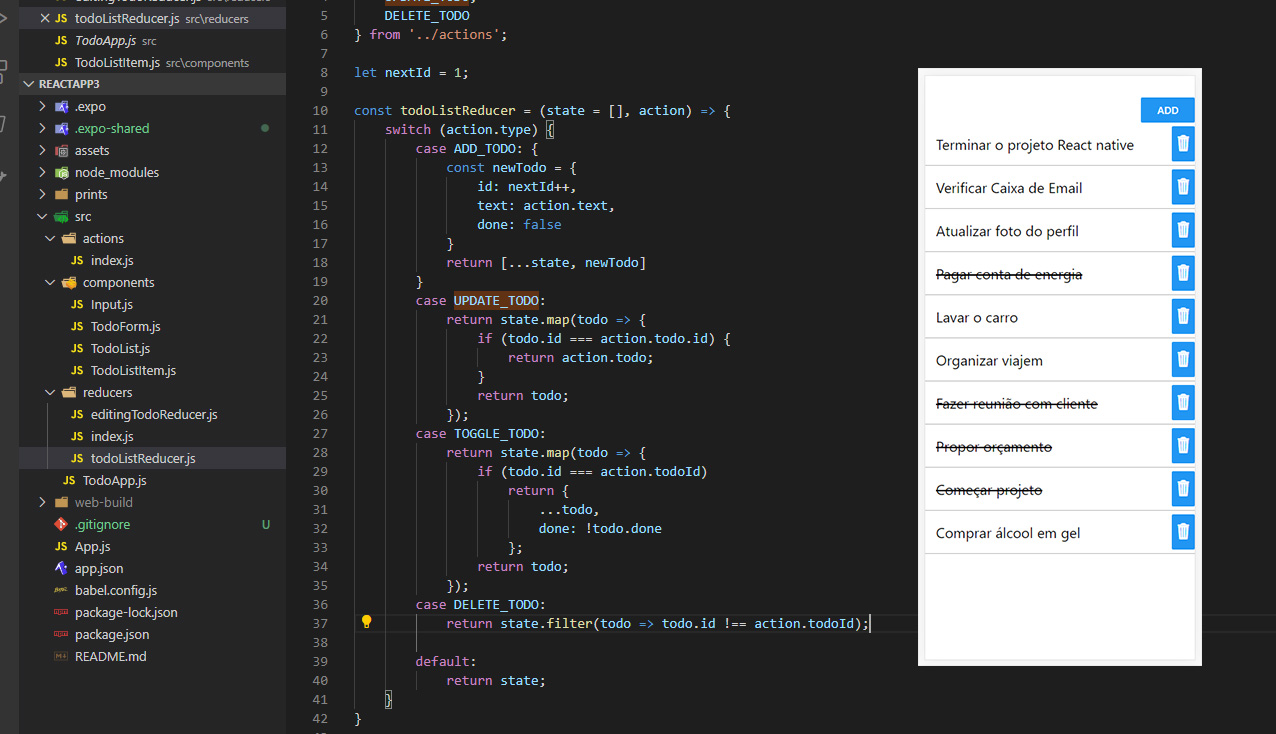 todoListReducer.js src\reducers
TodoApp.js src
TodoListItem.js src\components
REACTAPP3
.expo
.expo-shared
assets
node_modules
prints
src
actions
JS index.js
components
JS Input.js
JS TodoForm.js
JS TodoList.js
JS TodoListItem.js
reducers
JS editingTodoReducer.js
JS index.js
JS todoListReducer.js
JS TodoApp.js
web-build
.gitignore U
JS App.js
app.json
babel.config.js
package-lock.json
package.json
README.md
5 DELETE_TODO
6 } from '../actions';
7
8 let nextId = 1;
9
10 const todoListReducer = (state = [], action) => {
11 switch (action.type) {
12 case ADD_TODO: {
13 const newTodo = {
14 id: nextId++,
15 text: action.text,
16 done: false
17 }
18 return [...state, newTodo]
19 }
20 case UPDATE_TODO:
21 return state.map(todo => {
22 if (todo.id === action.todo.id) {
23 return action.todo;
24 }
25 return todo;
26 });
27 case TOGGLE_TODO:
28 return state.map(todo => {
29 if (todo.id === action.todoId)
30 return {
31 ...todo,
32 done: !todo.done
33 };
34 return todo;
35 });
36 case DELETE_TODO:
37 return state.filter(todo => todo.id !== action.todoId);
38
39 default:
40 return state;
41 }
42 }
ADD
Terminar o projeto React native
Verificar Caixa de Email
Atualizar foto do perfil
Pagar conta de energia
Lavar o carro
Organizar viajem
Fazer reunião com cliente
Propor orçamento
Começar projeto
Comprar álcool em gel